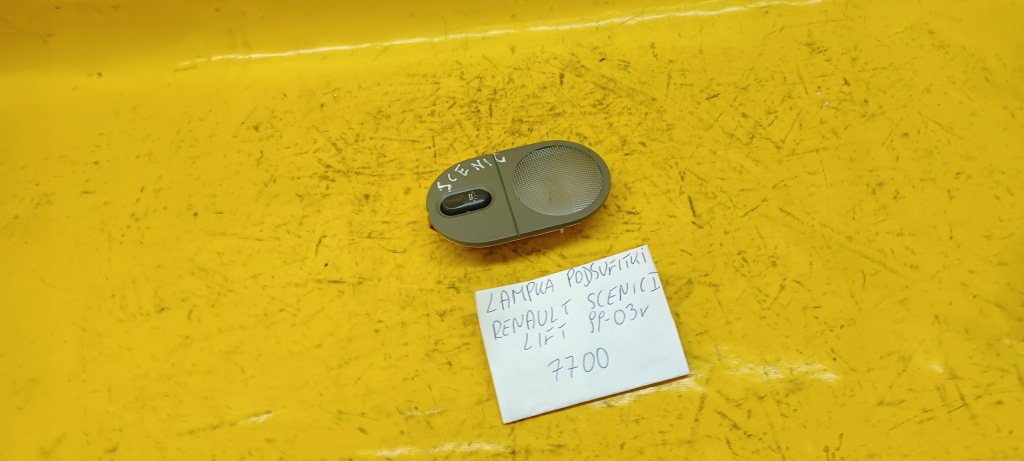 SCENIC
LAMPKA PODSUFITKI
RENAULT SCENIC I
LIFT 99-03r
7700